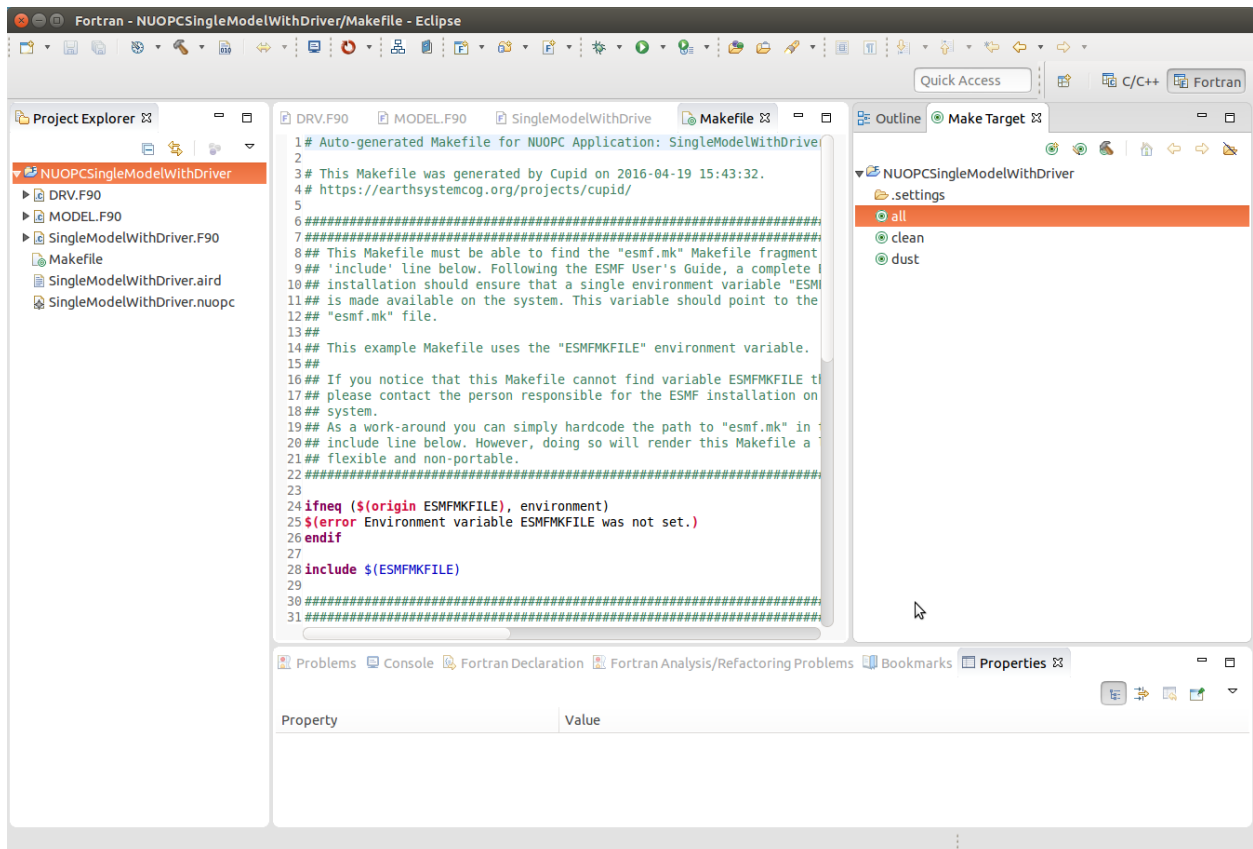 Fortran - NUOPCSingleModelWithDriver/Makefile - Eclipse
010
Quick Access
C/C++
Fortran
Project Explorer
NUOPCSingleModelWithDriver
DRV.F90
MODEL.F90
SingleModelWithDriver.F90
Makefile
SingleModelWithDriver.aird
SingleModelWithDriver.nuopc
DRV.F90 MODEL.F90 SingleModelWithDrive Makefile
1 # Auto-generated Makefile for NUOPC Application: SingleModelWithDriver
2
3 # This Makefile was generated by Cupid on 2016-04-19 15:43:32.
4 # https://earthsystemcog.org/projects/cupid/
5
6 ######################################################################
7 ######################################################################
8 ## This Makefile must be able to find the "esmf.mk" Makefile fragment
9 ## 'include' line below. Following the ESMF User's Guide, a complete
10 ## installation should ensure that a single environment variable "ESM
11 ## is made available on the system. This variable should point to the
12 ## "esmf.mk" file.
13 ##
14 ## This example Makefile uses the "ESMFMKFILE" environment variable.
15 ##
16 ## If you notice that this Makefile cannot find variable ESMFMKFILE
17 ## please contact the person responsible for the ESMF installation on
18 ## system.
19 ## As a work-around you can simply hardcode the path to "esmf.mk" in
20 ## include line below. However, doing so will render this Makefile a
21 ## flexible and non-portable.
22 ######################################################################
23
24 ifneq ($(origin ESMFMKFILE), environment)
25 $(error Environment variable ESMFMKFILE was not set.)
26 endif
27
28 include $(ESMFMKFILE)
29
30 ######################################################################
31 ######################################################################
Outline Make Target
NUOPCSingleModelWithDriver
.settings
all
clean
dust
Problems Console Fortran Declaration Fortran Analysis/Refactoring Problems Bookmarks Properties
Property Value